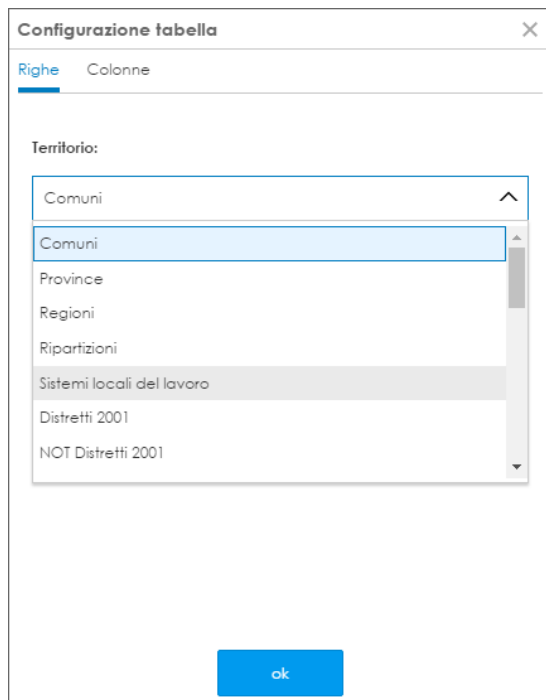 Configurazione tabella
Righe Colonne
Territorio:
Comuni
Comuni
Province
Regioni
Ripartizioni
Sistemi locali del lavoro
Distretti 2001
NOT Distretti 2001
ok